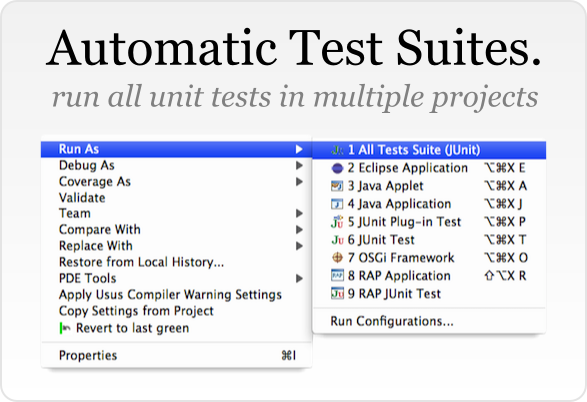 Automatic Test Suites.
run all unit tests in multiple projects
Run As
Debug As
Coverage As
Validate
Team
Compare With
Replace With
Restore from Local History...
PDE Tools
Apply Usus Compiler Warning Settings
Copy Settings from Project
Revert to last green
Properties ⌘I
1 All Tests Suite (JUnit)
2 Eclipse Application ⌥⌘X E
3 Java Applet ⌥⌘X A
4 Java Application ⌥⌘X J
5 JUnit Plug-in Test ⌥⌘X P
6 JUnit Test ⌥⌘X T
7 OSGi Framework ⌥⌘X O
8 RAP Application ⇧⌥X R
9 RAP JUnit Test
Run Configurations...